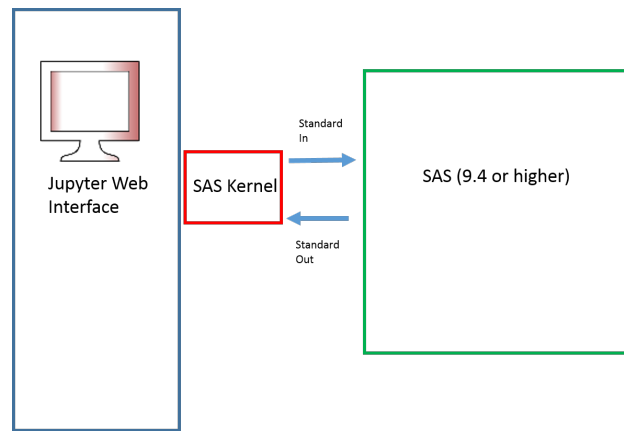 Jupyter Web
Interface
SAS Kernel
Standard
In
Standard
Out
SAS (9.4 or higher)